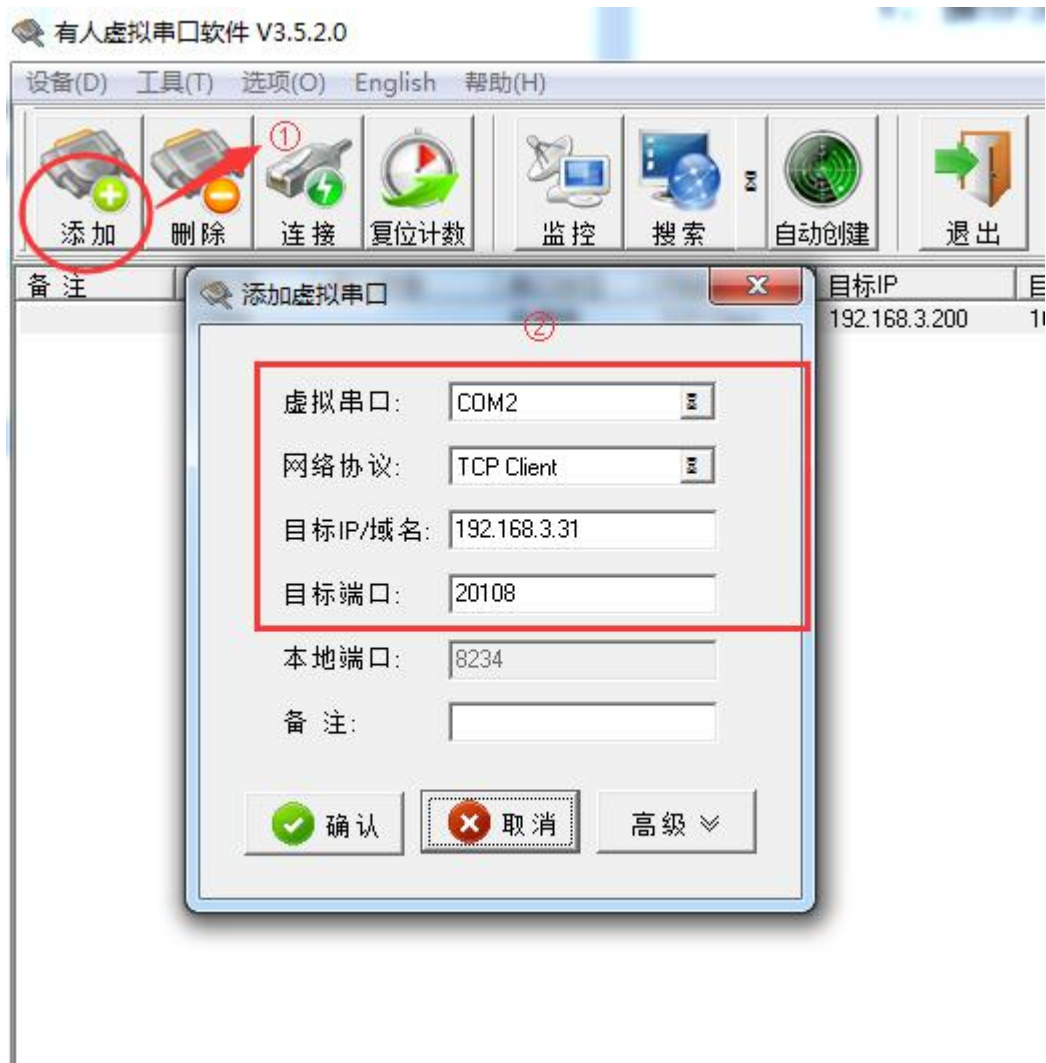 有人虚拟串口软件 V3.5.2.0
设备(D) 工具(T) 选项(O) English 帮助(H)
①
添加 删除 连接 复位计数 监控 搜索 自动创建 退出
备 注 目标IP
192.168.3.200
添加虚拟串口
②
虚拟串口: COM2
网络协议: TCP Client
目标IP/域名: 192.168.3.31
目标端口: 20108
本地端口: 8234
备 注:
确认 取消 高级